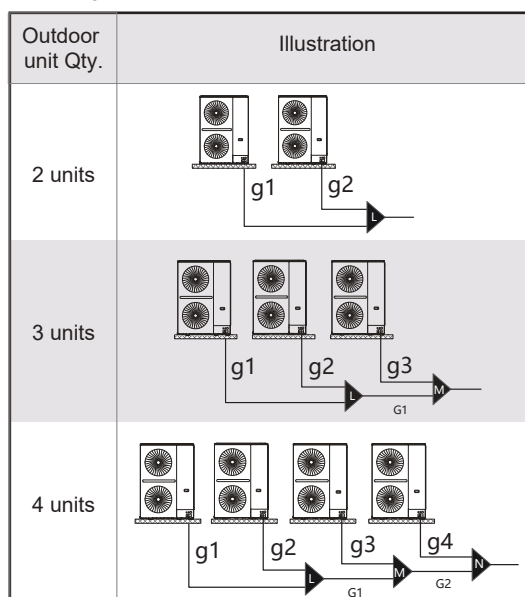 Outdoor
unit Qty.
Illustration
2 units
g1
g2
L
3 units
g1
g2
g3
L
M
G1
4 units
g1
g2
g3
g4
L
M
N
G1
G2